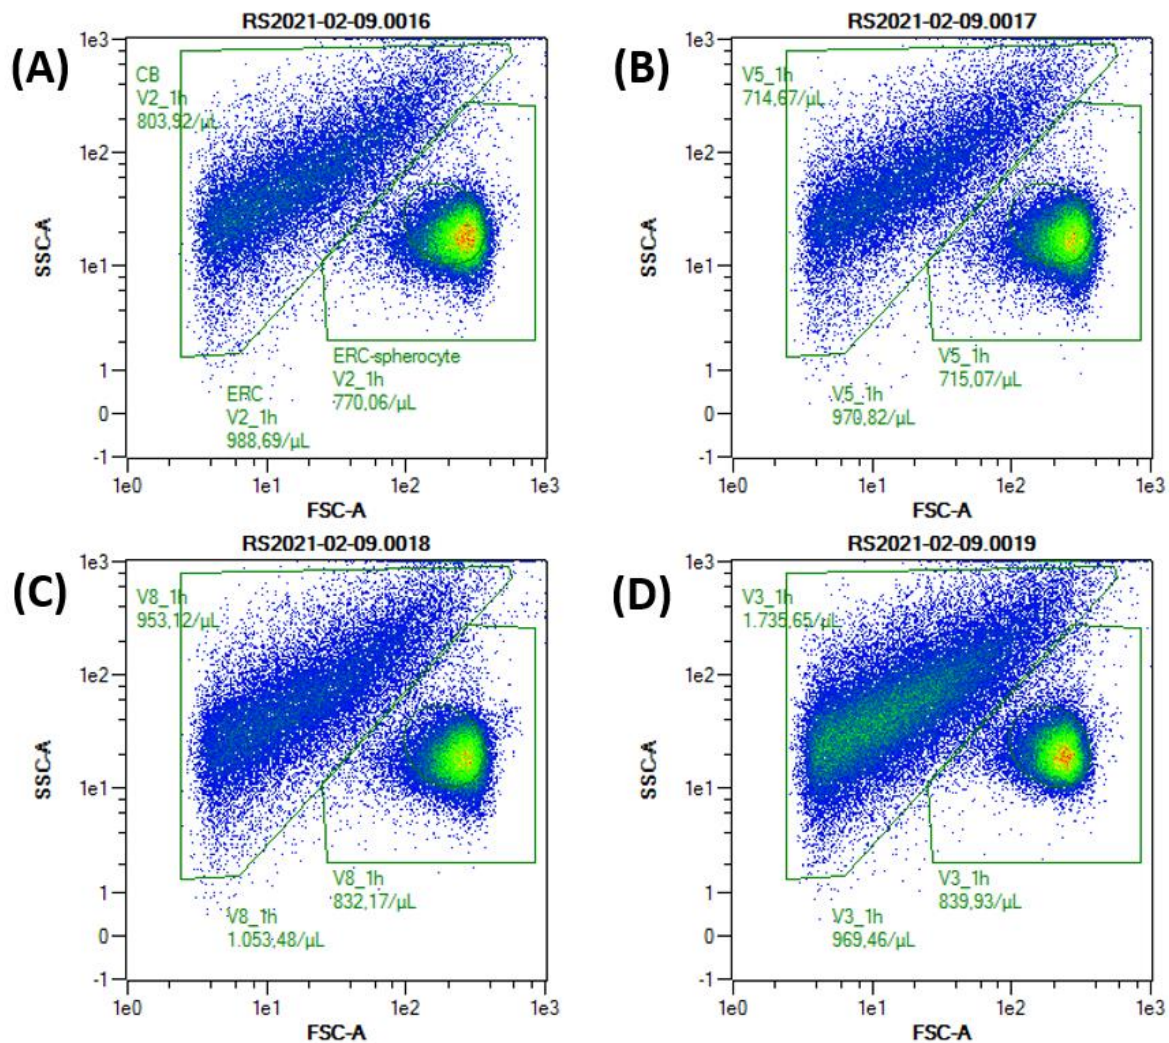 RS2021-02-09.0016
(A)
1e3
1e2
1e1
1
0
-1
SSC-A
CB
V2_1h
803,92/µL
ERC-spherocyte
V2_1h
770,06/µL
ERC
V2_1h
988,69/µL
1e0 1e1 1e2 1e3
FSC-A
RS2021-02-09.0017
(B)
1e3
1e2
1e1
1
0
-1
SSC-A
V5_1h
714,67/µL
V5_1h
715,07/µL
V5_1h
970,82/µL
1e0 1e1 1e2 1e3
FSC-A
RS2021-02-09.0018
(C)
1e3
1e2
1e1
1
0
-1
SSC-A
V8_1h
953,12/µL
V8_1h
832,17/µL
V8_1h
1.053,48/µL
1e0 1e1 1e2 1e3
FSC-A
RS2021-02-09.0019
(D)
1e3
1e2
1e1
1
0
-1
SSC-A
V3_1h
1.735,65/µL
V3_1h
839,93/µL
V3_1h
969,46/µL
1e0 1e1 1e2 1e3
FSC-A